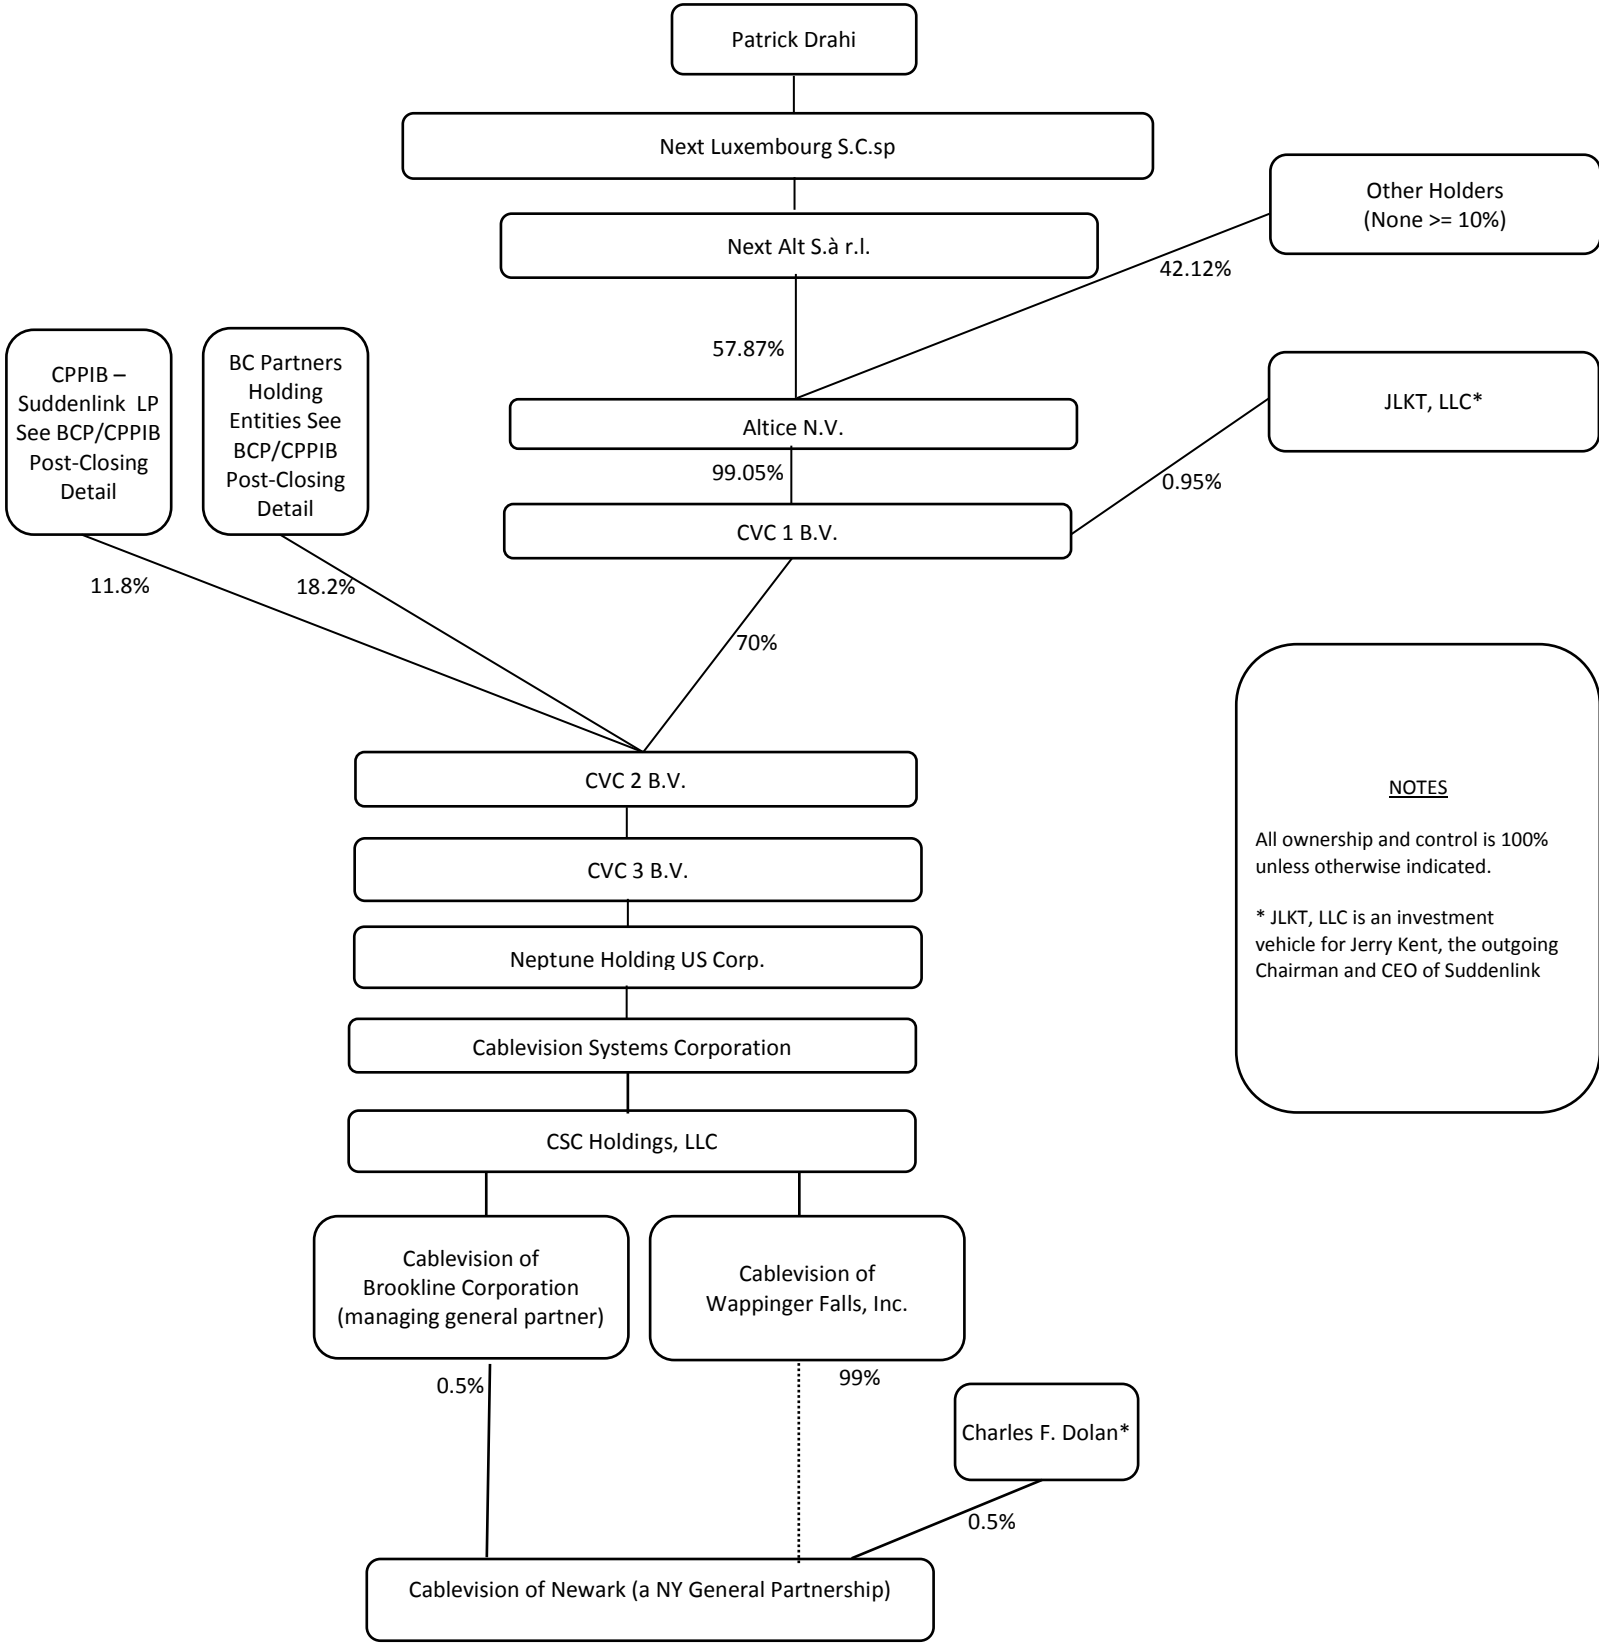 Patrick Drahi
Next Luxembourg S.C.sp
Other Holders
(None >= 10%)
Next Alt S.à r.l.
42.12%
57.87%
CPPIB –
Suddenlink LP
See BCP/CPPIB
Post-Closing
Detail
BC Partners
Holding
Entities See
BCP/CPPIB
Post-Closing
Detail
JLKT, LLC*
Altice N.V.
99.05%
0.95%
CVC 1 B.V.
11.8%
18.2%
70%
CVC 2 B.V.
CVC 3 B.V.
Neptune Holding US Corp.
Cablevision Systems Corporation
CSC Holdings, LLC
NOTES
All ownership and control is 100%
unless otherwise indicated.
* JLKT, LLC is an investment
vehicle for Jerry Kent, the outgoing
Chairman and CEO of Suddenlink
Cablevision of
Brookline Corporation
(managing general partner)
Cablevision of
Wappinger Falls, Inc.
0.5%
99%
Charles F. Dolan*
0.5%
Cablevision of Newark (a NY General Partnership)